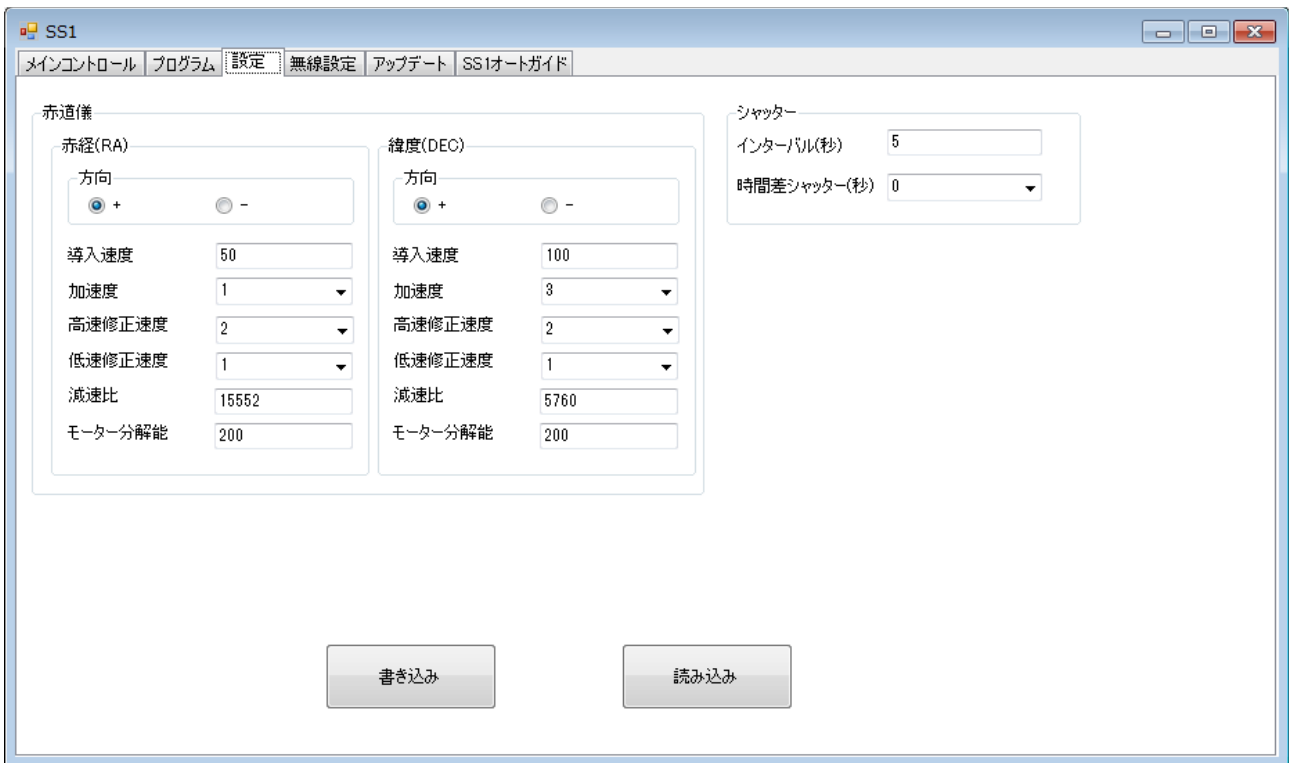 SS1
メインコントロール プログラム 設定 無線設定 アップデート SS1オートガイド
赤道儀
赤経(RA)
方向
+ -
導入速度 50
加速度 1
高速修正速度 2
低速修正速度 1
減速比 15552
モーター分解能 200
緯度(DEC)
方向
+ -
導入速度 100
加速度 3
高速修正速度 2
低速修正速度 1
減速比 5760
モーター分解能 200
シャッター
インターバル(秒) 5
時間差シャッター(秒) 0
書き込み 読み込み